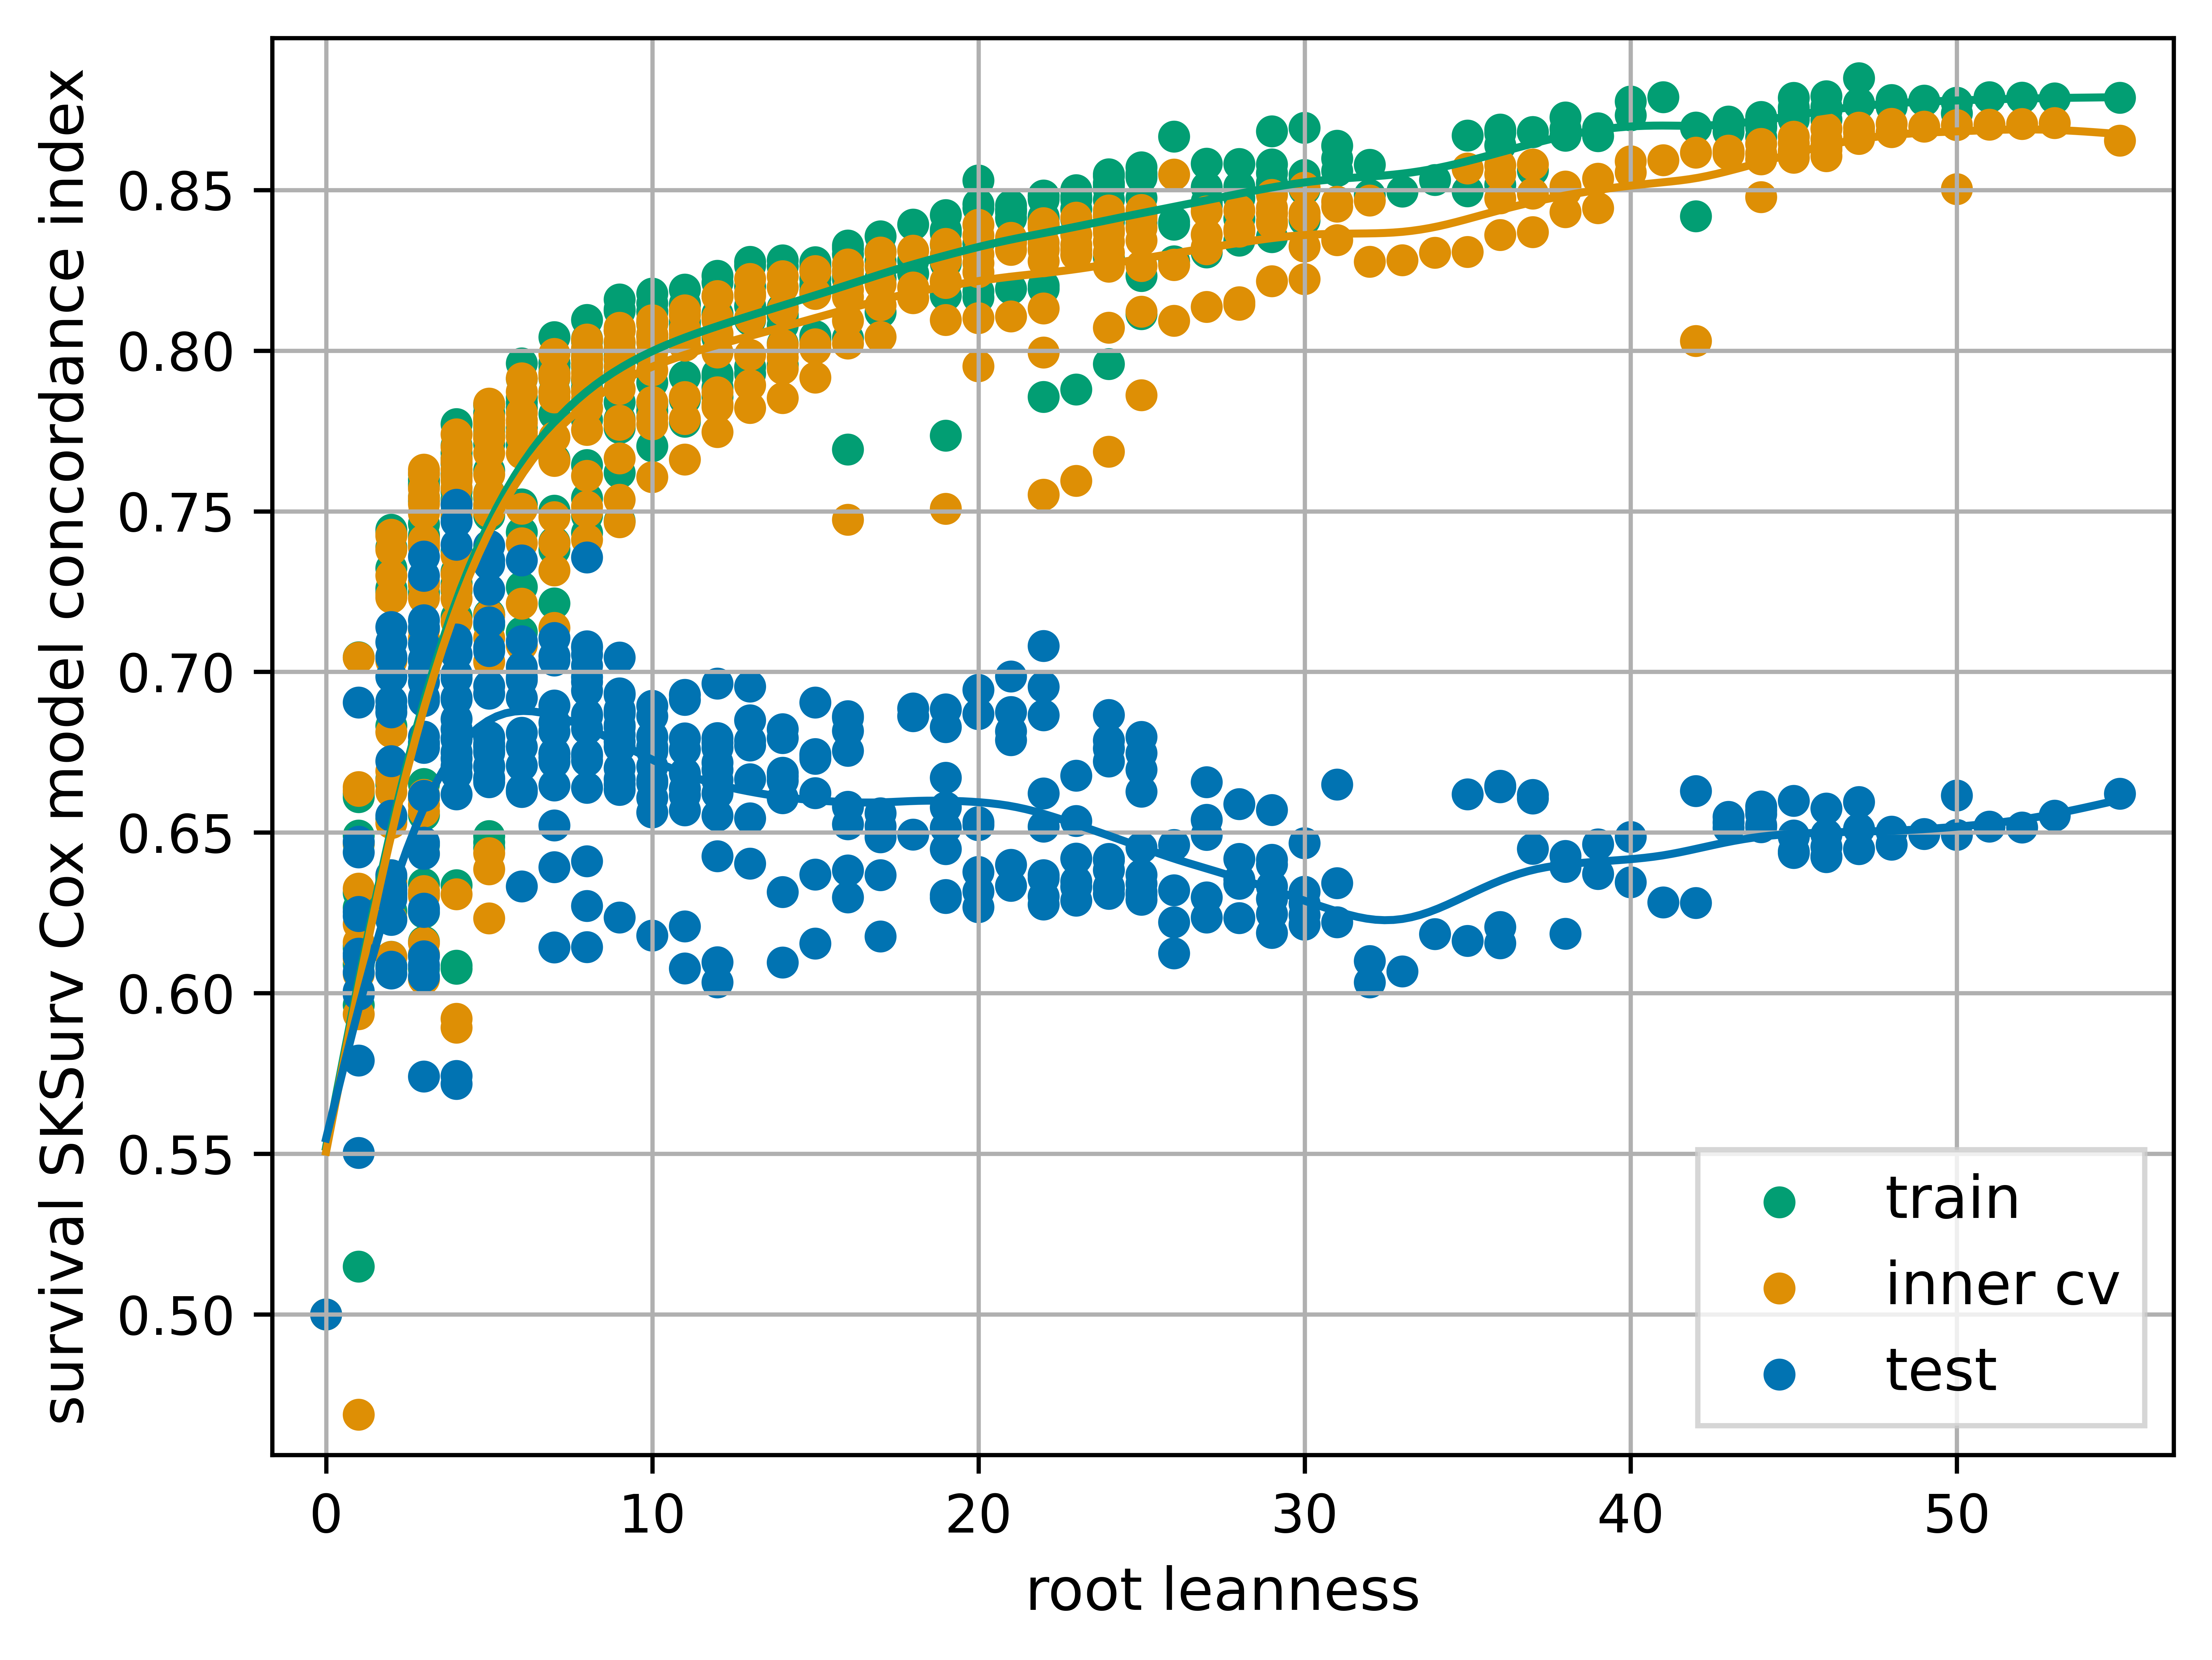 survival SKSurv Cox model concordance index
0.85
0.80
0.75
0.70
0.65
0.60
0.55
0.50
train
inner cv
test
0 10 20 30 40 50
root leanness